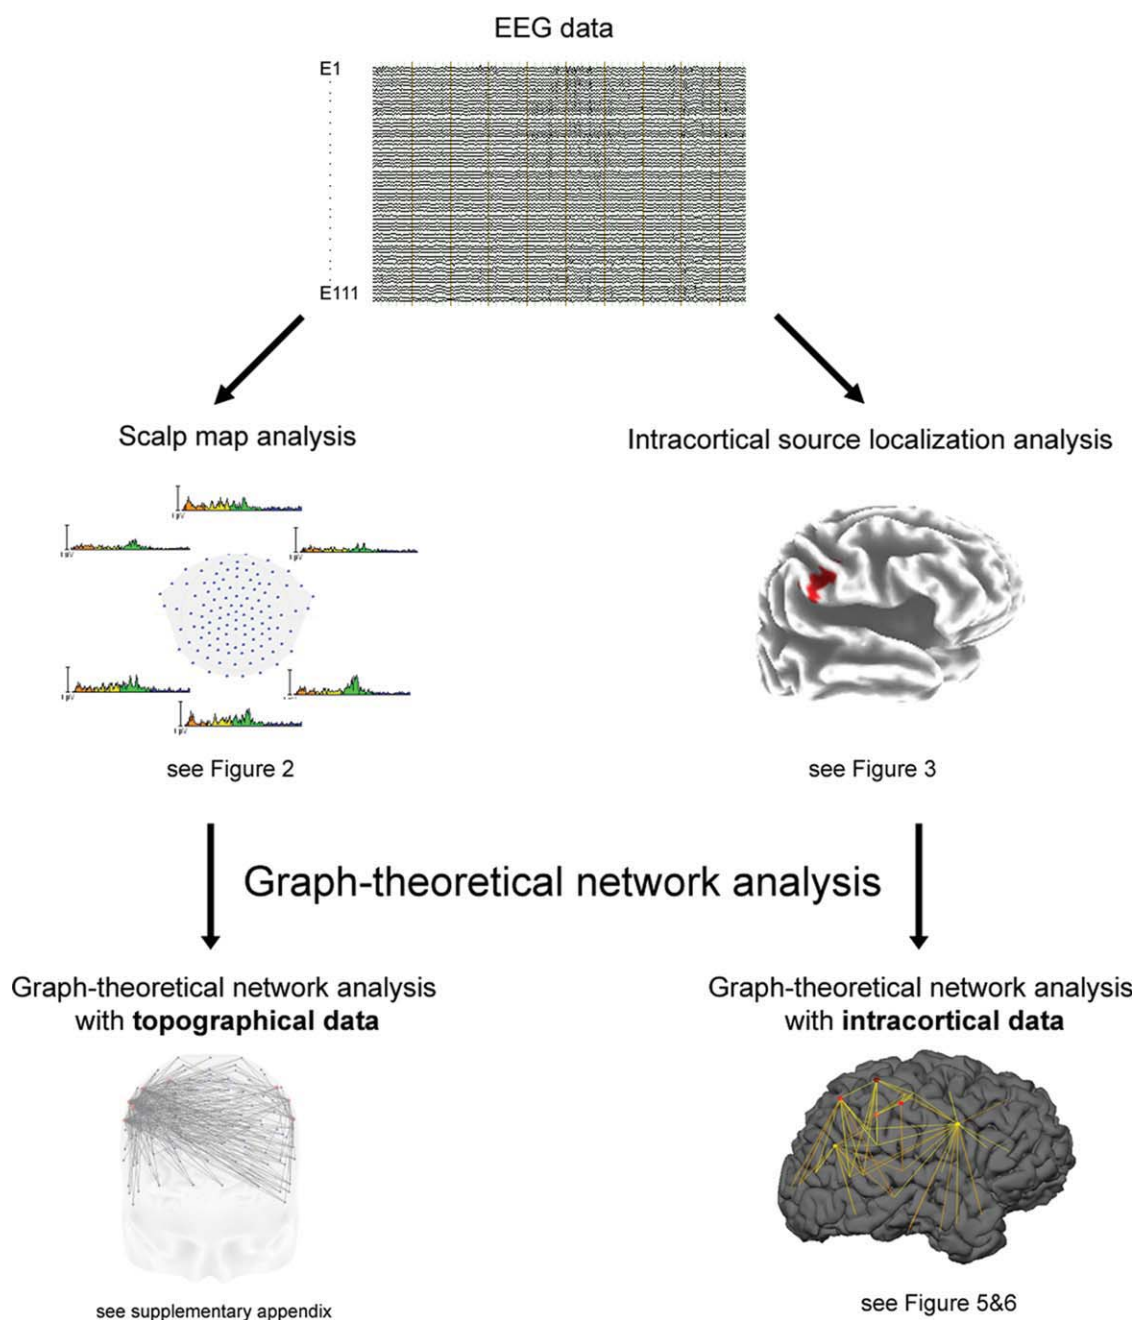 EEG data
E1
E111
Scalp map analysis
Intracortical source localization analysis
see Figure 2
see Figure 3
Graph-theoretical network analysis
Graph-theoretical network analysis
with topographical data
Graph-theoretical network analysis
with intracortical data
see supplementary appendix
see Figure 5&6